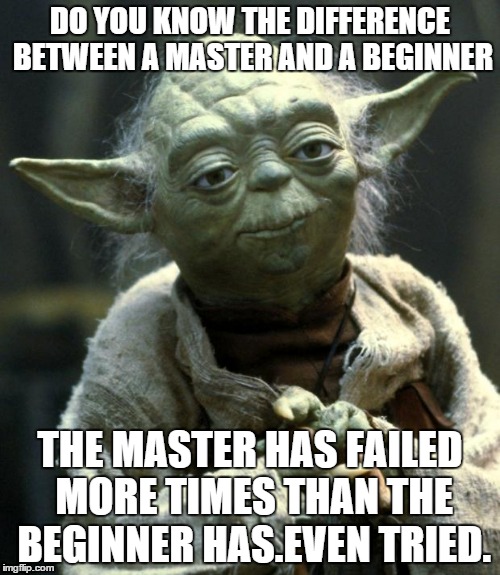 DO YOU KNOW THE DIFFERENCE
BETWEEN A MASTER AND A BEGINNER
THE MASTER HAS FAILED
MORE TIMES THAN THE
BEGINNER HAS.EVEN TRIED.
imgflip.com